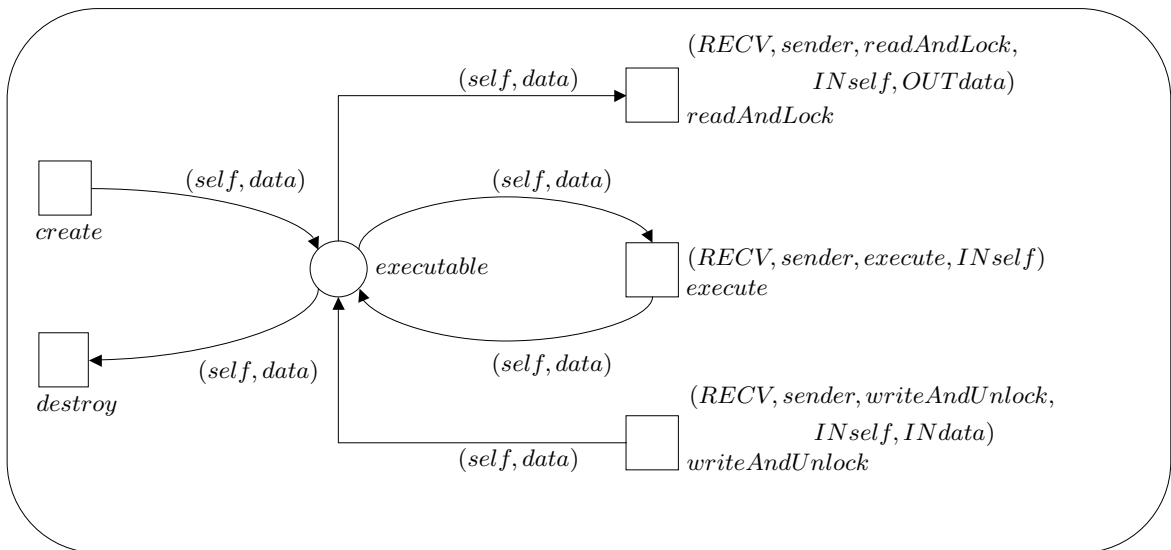 (RECV, sender, readAndLock,
INself, OUTdata)
readAndLock
(self, data)
(self, data)
create
(self, data)
executable
(RECV, sender, execute, INself)
execute
(self, data)
(self, data)
destroy
(RECV, sender, writeAndUnlock,
INself, INdata)
writeAndUnlock
(self, data)